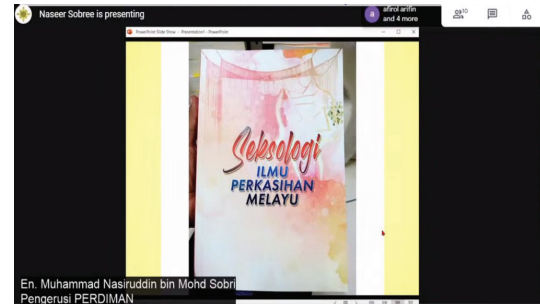 Naseer Sobree is presenting
a
afirol arifin
and 4 more
10
PowerPoint Slide Show - Presentation1 - PowerPoint
Seksologi
ILMU
PERKASIHAN
MELAYU
En. Muhammad Nasiruddin bin Mohd Sobri
Pengerusi PERDIMAN